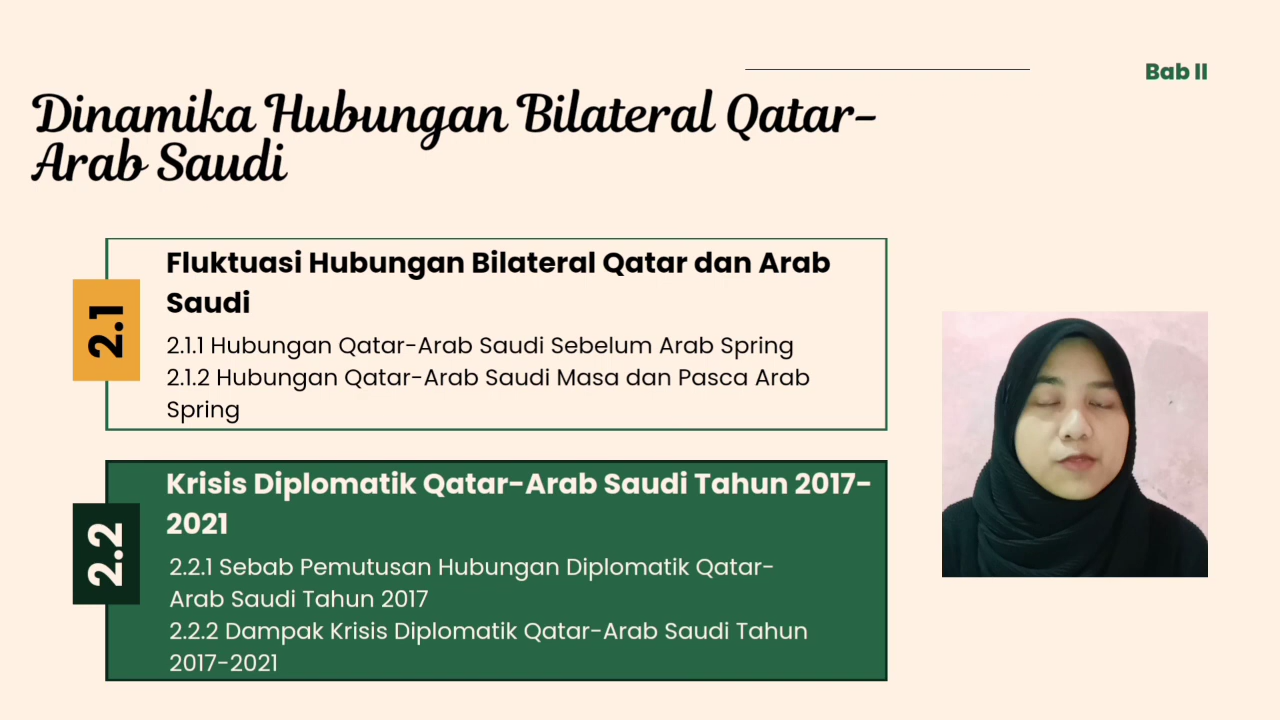 Bab II
Dinamika Hubungan Bilateral Qatar-
Arab Saudi
2.1
Fluktuasi Hubungan Bilateral Qatar dan Arab
Saudi
2.1.1 Hubungan Qatar-Arab Saudi Sebelum Arab Spring
2.1.2 Hubungan Qatar-Arab Saudi Masa dan Pasca Arab
Spring
2.2
Krisis Diplomatik Qatar-Arab Saudi Tahun 2017-
2021
2.2.1 Sebab Pemutusan Hubungan Diplomatik Qatar-
Arab Saudi Tahun 2017
2.2.2 Dampak Krisis Diplomatik Qatar-Arab Saudi Tahun
2017-2021